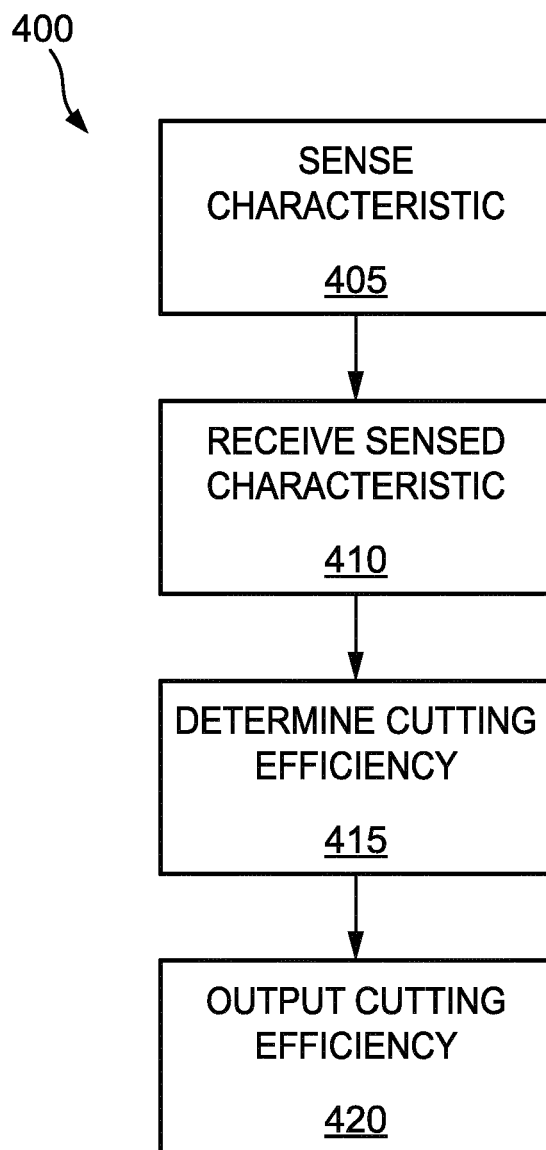 400
SENSE
CHARACTERISTIC
405
RECEIVE SENSED
CHARACTERISTIC
410
DETERMINE CUTTING
EFFICIENCY
415
OUTPUT CUTTING
EFFICIENCY
420